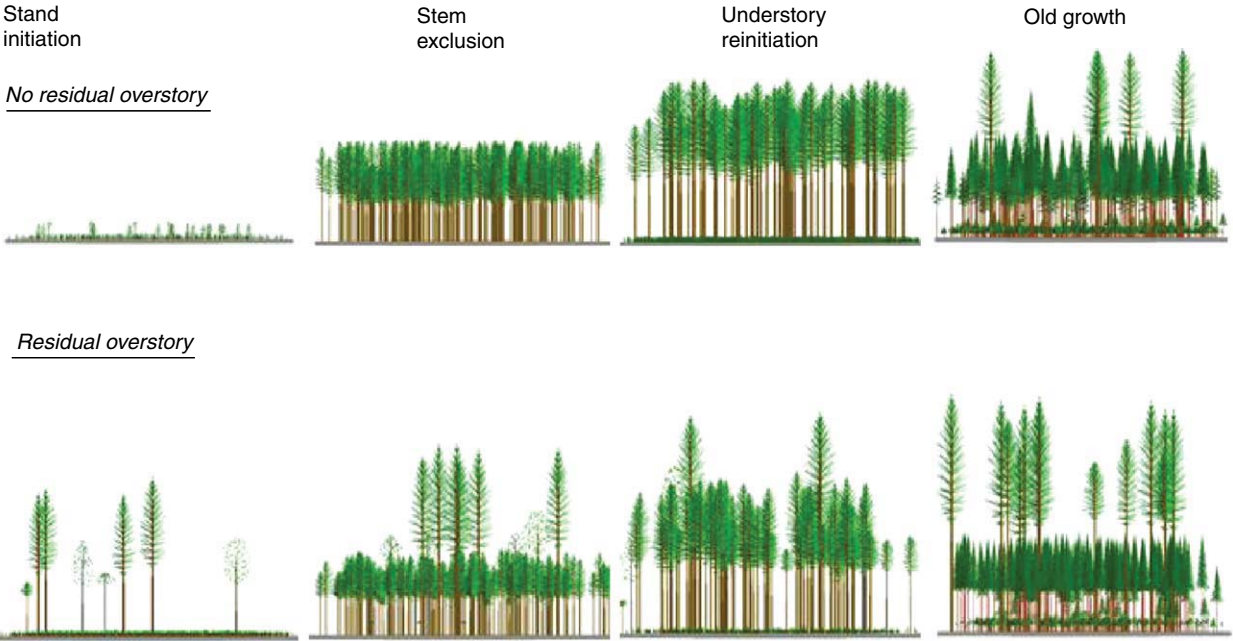 Stand
initiation
Stem
exclusion
Understory
reinitiation
Old growth
No residual overstory
Residual overstory